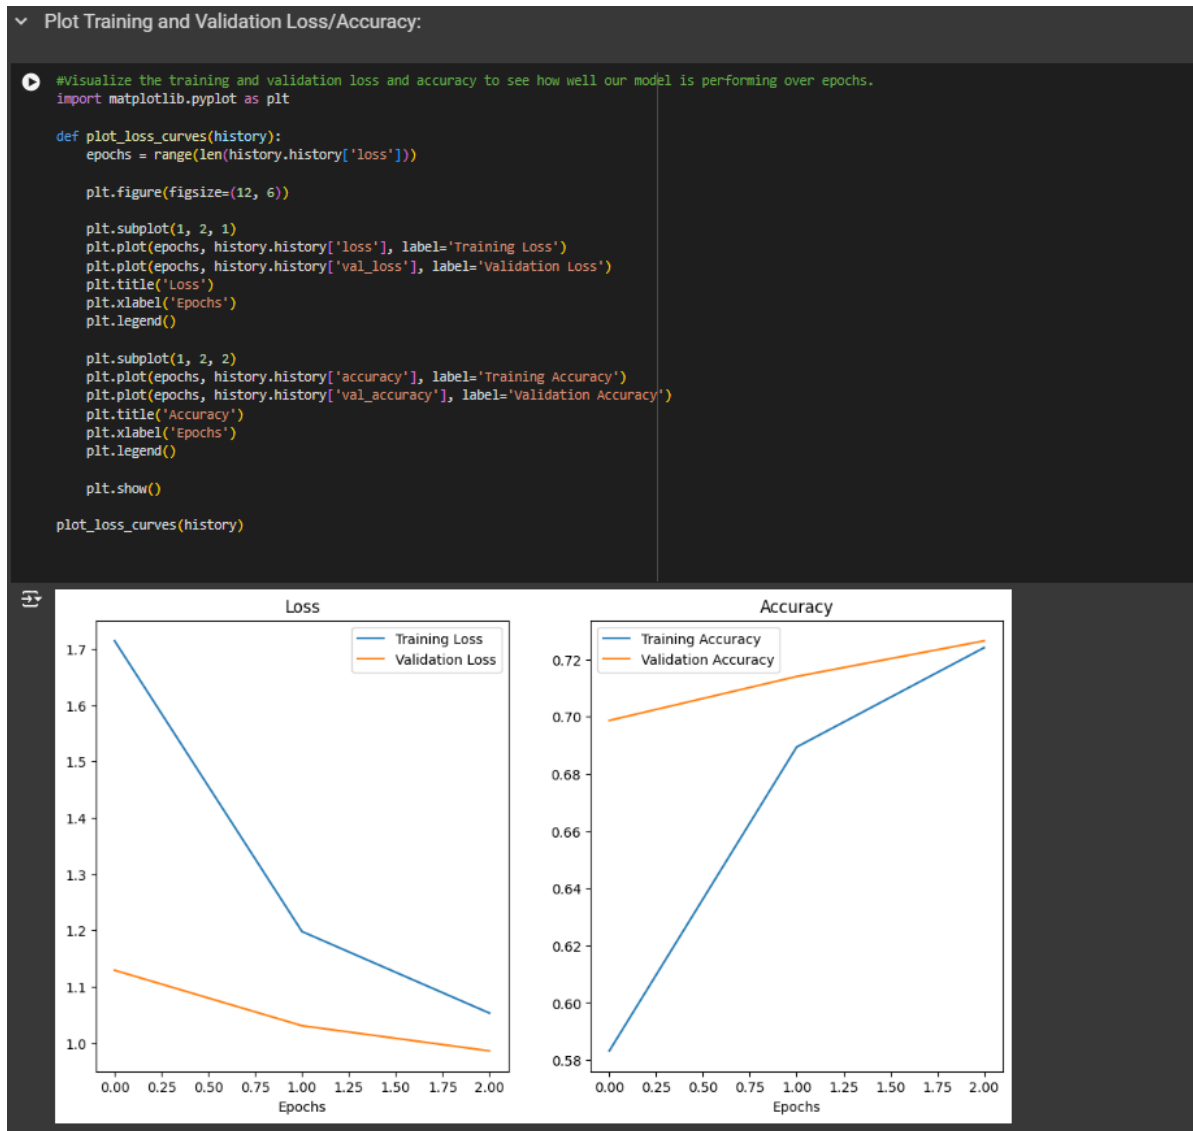 Plot Training and Validation Loss/Accuracy:
#Visualize the training and validation loss and accuracy to see how well our model is performing over epochs.
import matplotlib.pyplot as plt
def plot_loss_curves(history):
    epochs = range(len(history.history['loss']))
    plt.figure(figsize=(12, 6))
    plt.subplot(1, 2, 1)
    plt.plot(epochs, history.history['loss'], label='Training Loss')
    plt.plot(epochs, history.history['val_loss'], label='Validation Loss')
    plt.title('Loss')
    plt.xlabel('Epochs')
    plt.legend()
    plt.subplot(1, 2, 2)
    plt.plot(epochs, history.history['accuracy'], label='Training Accuracy')
    plt.plot(epochs, history.history['val_accuracy'], label='Validation Accuracy')
    plt.title('Accuracy')
    plt.xlabel('Epochs')
    plt.legend()
    plt.show()
plot_loss_curves(history)
Loss
Training Loss
Validation Loss
1.7
1.6
1.5
1.4
1.3
1.2
1.1
1.0
0.00 0.25 0.50 0.75 1.00 1.25 1.50 1.75 2.00
Epochs
Accuracy
Training Accuracy
Validation Accuracy
0.72
0.70
0.68
0.66
0.64
0.62
0.60
0.58
0.00 0.25 0.50 0.75 1.00 1.25 1.50 1.75 2.00
Epochs